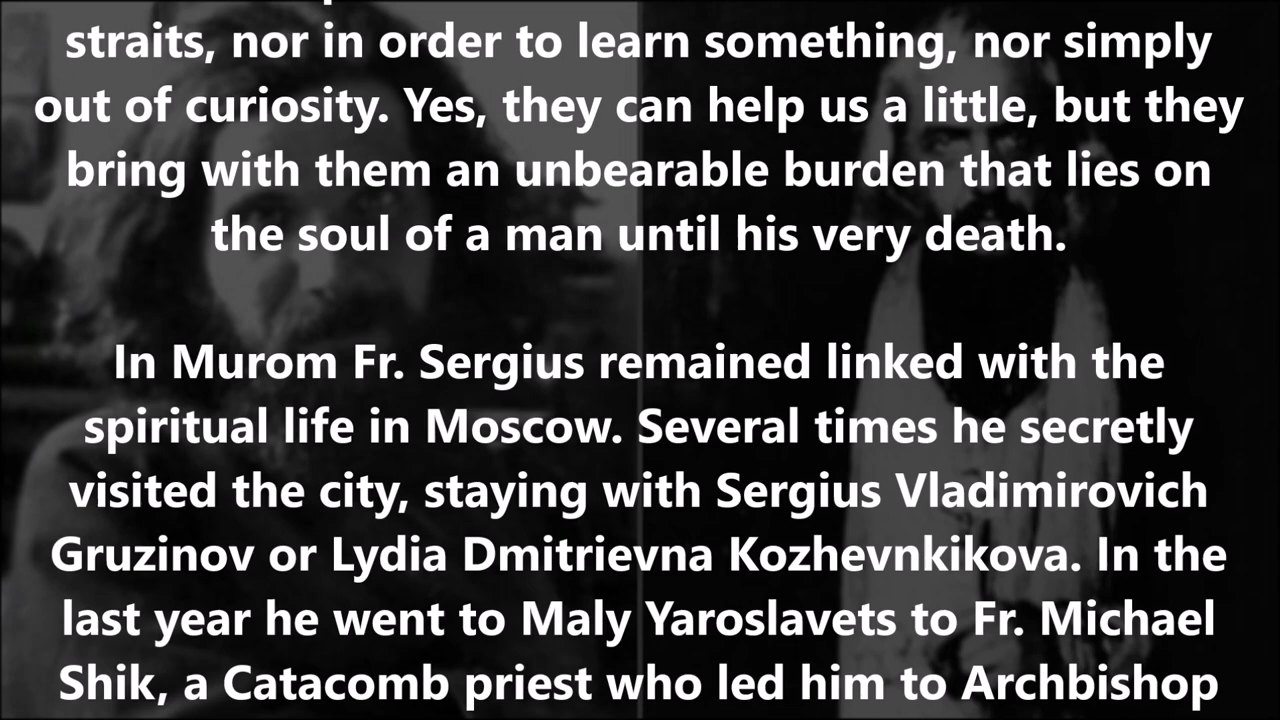 straits, nor in order to learn something, nor simply
out of curiosity. Yes, they can help us a little, but they
bring with them an unbearable burden that lies on
the soul of a man until his very death.
In Murom Fr. Sergius remained linked with the
spiritual life in Moscow. Several times he secretly
visited the city, staying with Sergius Vladimirovich
Gruzinov or Lydia Dmitrievna Kozhevnkikova. In the
last year he went to Maly Yaroslavets to Fr. Michael
Shik, a Catacomb priest who led him to Archbishop